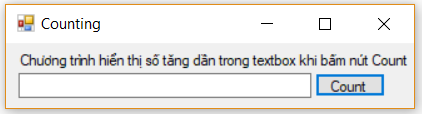 Counting
Chương trình hiển thị số tăng dần trong textbox khi bấm nút Count
Count